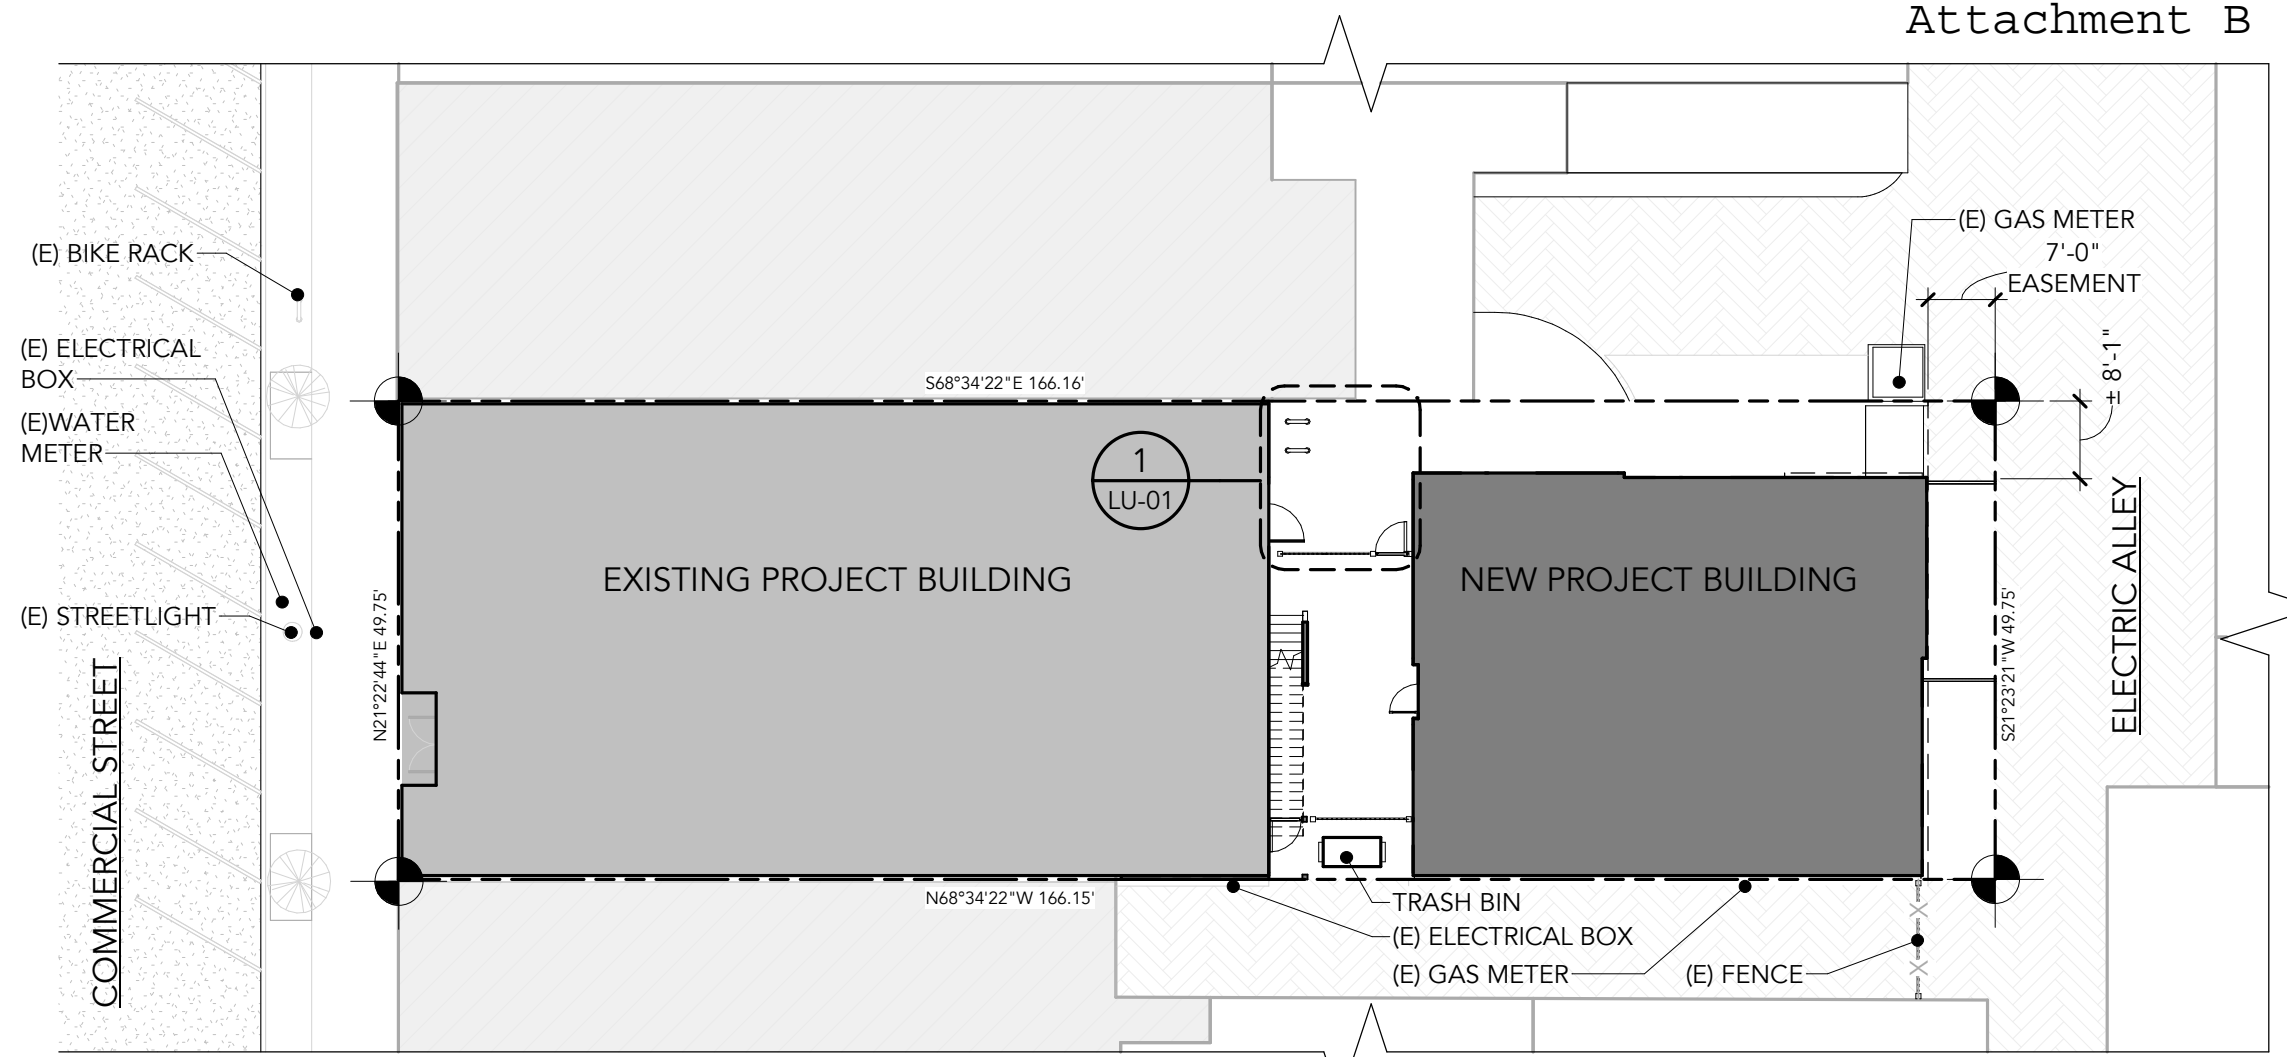 Attachment B
(E) GAS METER
7'-0"
EASEMENT
± 8'-1"
(E) BIKE RACK
(E) ELECTRICAL
BOX
(E)WATER
METER
(E) STREETLIGHT
COMMERCIAL STREET
S68°34'22"E 166.16'
N21°22'44"E 49.75'
1
LU-01
EXISTING PROJECT BUILDING
NEW PROJECT BUILDING
S21°23'21"W 49.75'
ELECTRIC ALLEY
N68°34'22"W 166.15'
TRASH BIN
(E) ELECTRICAL BOX
(E) GAS METER
(E) FENCE